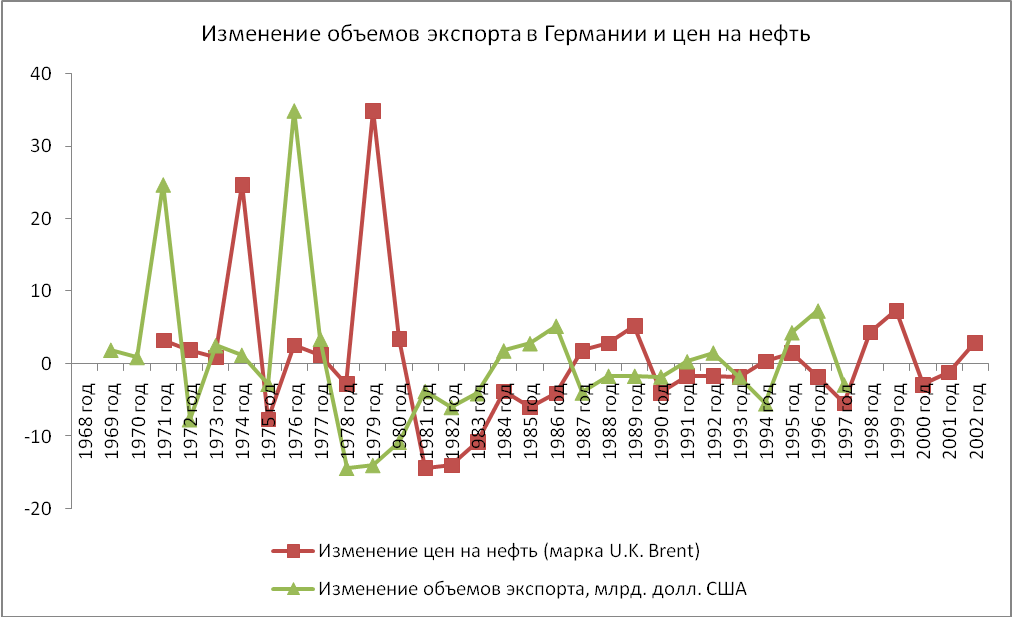 Изменение объемов экспорта в Германии и цен на нефть
40
30
20
10
0
-10
-20
1968 год
1969 год
1970 год
1971 год
1972 год
1973 год
1974 год
1975 год
1976 год
1977 год
1978 год
1979 год
1980 год
1981 год
1982 год
1983 год
1984 год
1985 год
1986 год
1987 год
1988 год
1989 год
1990 год
1991 год
1992 год
1993 год
1994 год
1995 год
1996 год
1997 год
1998 год
1999 год
2000 год
2001 год
2002 год
Изменение цен на нефть (марка U.K. Brent)
Изменение объемов экспорта, млрд. долл. США